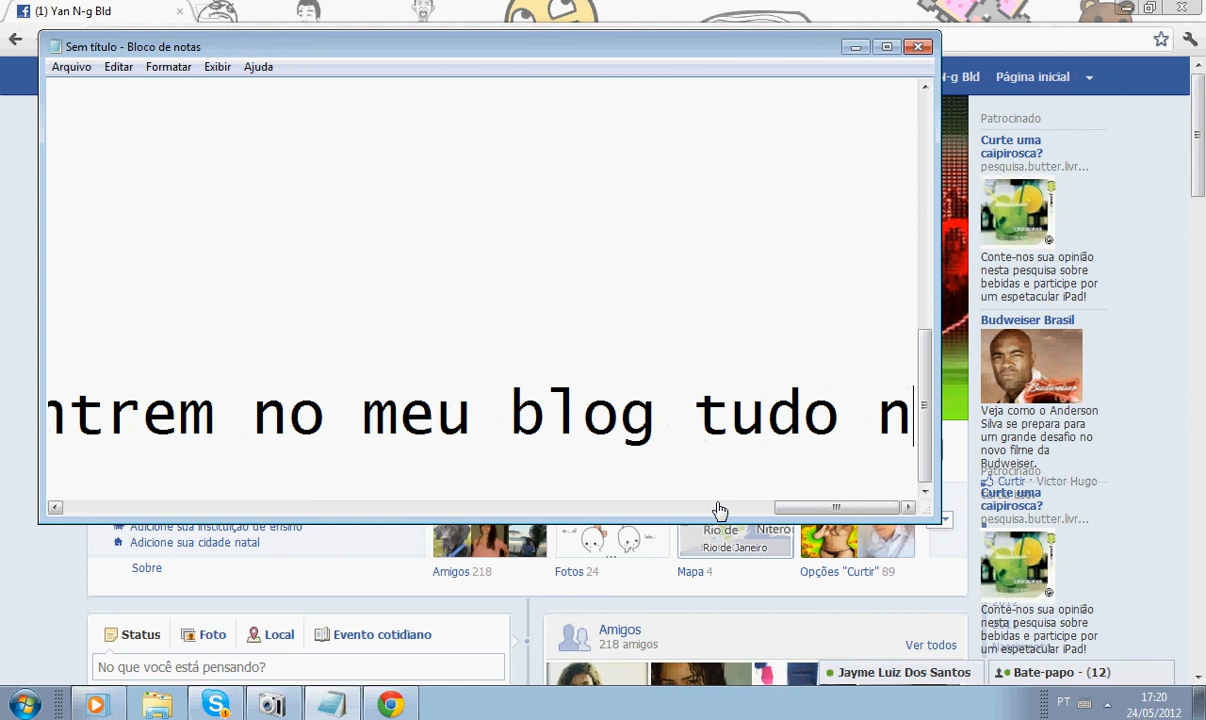 (1) Yan N-g Bld
Sem título - Bloco de notas
Arquivo Editar Formatar Exibir Ajuda
ntrem no meu blog tudo n
N-g Bld Página inicial
Patrocinado
Curte uma
caipirosca?
pesquisa.butter.livr...
Conte-nos sua opinião
nesta pesquisa sobre
bebidas e participe por
um espetacular iPad!
Budweiser Brasil
Veja como o Anderson
Silva se prepara para
um grande desafio no
novo filme da
Budweiser.
Patrocinado
Curtir · Victor Hugo
Curte uma
caipirosca?
pesquisa.butter.livr...
Conte-nos sua opinião
nesta pesquisa sobre
bebidas e participe por
um espetacular iPad!
Adicione sua instituição de ensino
Adicione sua cidade natal
Sobre
Rio de Niteró
Rio de Janeiro
Amigos 218 Fotos 24 Mapa 4 Opções "Curtir" 89
Status Foto Local Evento cotidiano
No que você está pensando?
Amigos
218 amigos
Ver todos
Jayme Luiz Dos Santos
Bate-papo - (12)
PT
17:20
24/05/2012